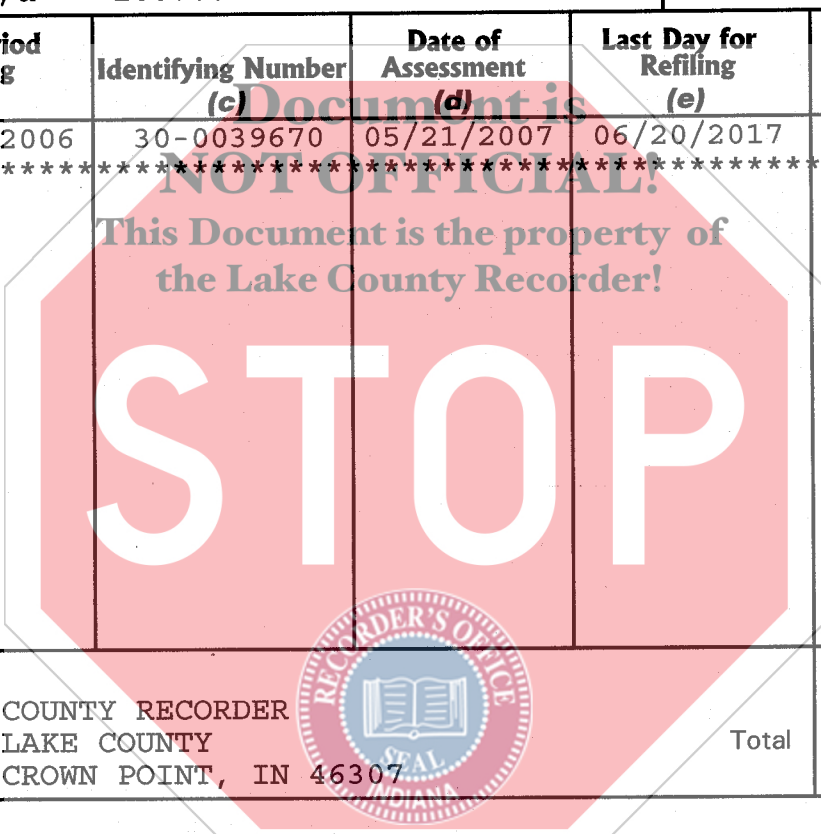 iod
g
Identifying Number
(c)
Date of
Assessment
(d)
Last Day for
Refiling
(e)
2006 30-0039670 05/21/2007 06/20/2017
****************************************************
Document is
NOT OFFICIAL!
This Document is the property of
the Lake County Recorder!
STOP
RECORDER'S OFFICE
SEAL
INDIANA
COUNTY RECORDER
LAKE COUNTY
CROWN POINT, IN 46307
Total